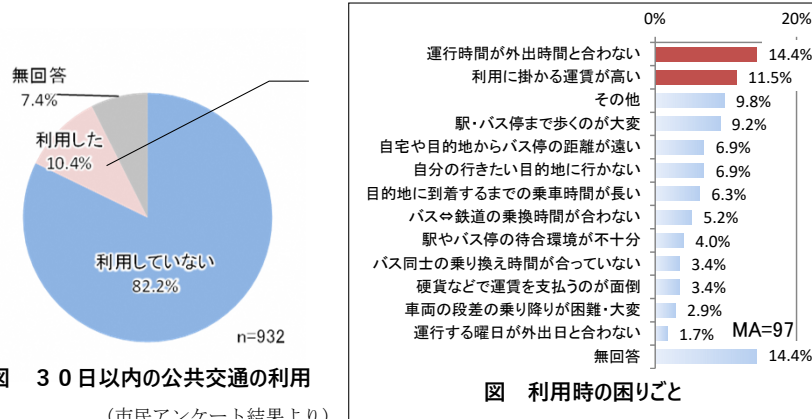 無回答
7.4%
利用した
10.4%
利用していない
82.2%
n=932
図 30日以内の公共交通の利用
(市民アンケート結果より)
0% 20%
運行時間が外出時間と合わない 14.4%
利用に掛かる運賃が高い 11.5%
その他 9.8%
駅・バス停まで歩くのが大変 9.2%
自宅や目的地からバス停の距離が遠い 6.9%
自分の行きたい目的地に行かない 6.9%
目的地に到着するまでの乗車時間が長い 6.3%
バス⇔鉄道の乗換時間が合わない 5.2%
駅やバス停の待合環境が不十分 4.0%
バス同士の乗り換え時間が合っていない 3.4%
硬貨などで運賃を支払うのが面倒 3.4%
車両の段差の乗り降りが困難・大変 2.9%
運行する曜日が外出日と合わない 1.7% MA=97
無回答 14.4%
図 利用時の困りごと